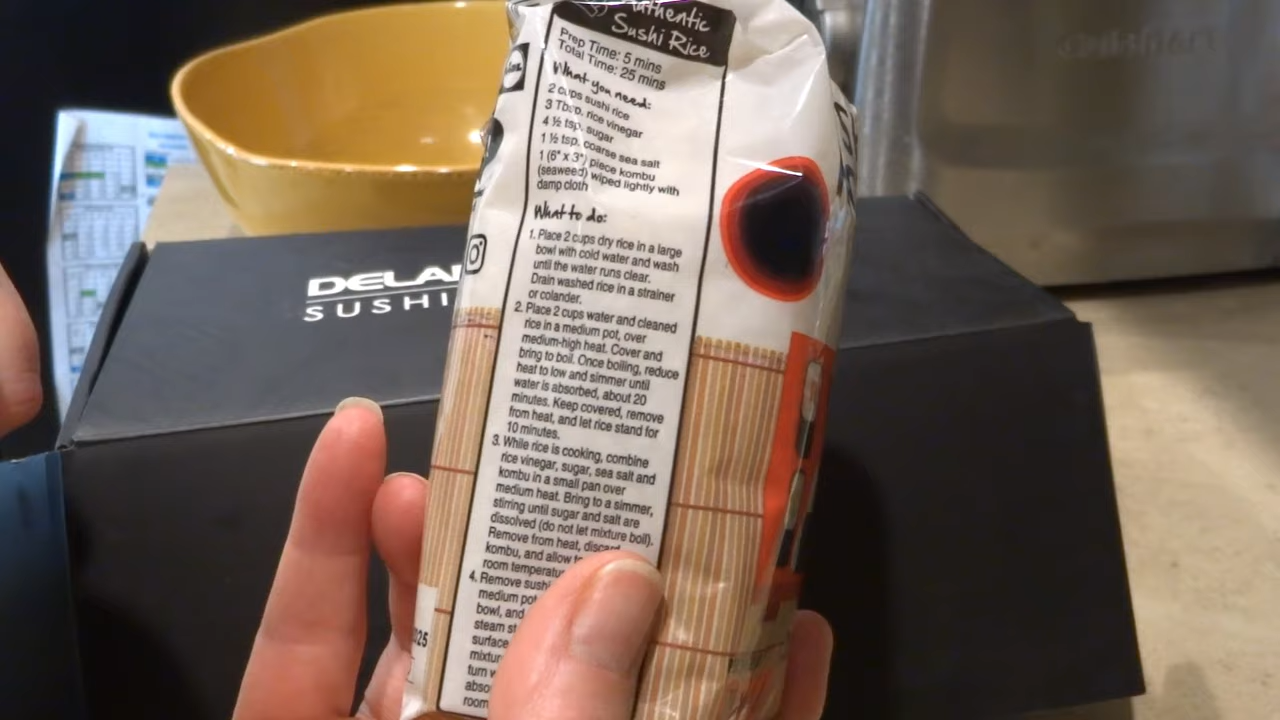 Authentic
Sushi Rice
Prep Time: 5 mins
Total Time: 25 mins
What you need:
2 cups sushi rice
3 Tbsp. rice vinegar
4 ½ tsp. sugar
1 ½ tsp. coarse sea salt
1 (6" x 3") piece kombu
(seaweed) wiped lightly with
damp cloth
What to do:
1. Place 2 cups dry rice in a large
bowl with cold water and wash
until the water runs clear.
Drain washed rice in a strainer
or colander.
2. Place 2 cups water and cleaned
rice in a medium pot, over
medium-high heat. Cover and
bring to boil. Once boiling, reduce
heat to low and simmer until
water is absorbed, about 20
minutes. Keep covered, remove
from heat, and let rice stand for
10 minutes.
3. While rice is cooking, combine
rice vinegar, sugar, sea salt and
kombu in a small pan over
medium heat. Bring to a simmer,
stirring until sugar and salt are
dissolved (do not let mixture boil).
Remove from heat, discard
kombu, and allow
room
4. Remove
medium
bowl, and
steam
surface
turn
room
DELA
SUSHI